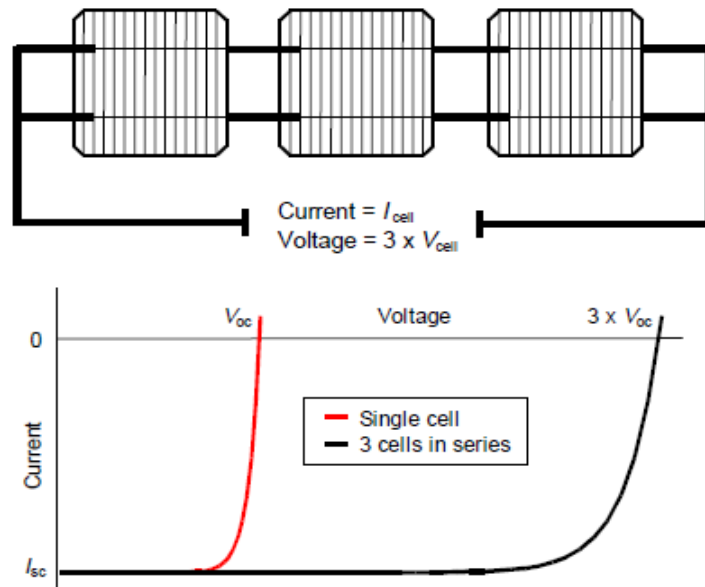 Current = Icell
Voltage = 3 x Vcell
Voc Voltage 3 x Voc
0
Single cell
3 cells in series
Current
Isc